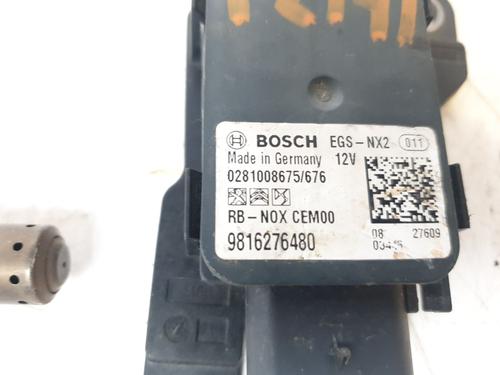 BOSCH EGS-NX2 011
Made in Germany 12V
0281008675/676
RB-NOX CEM00
9816276480
08 27609